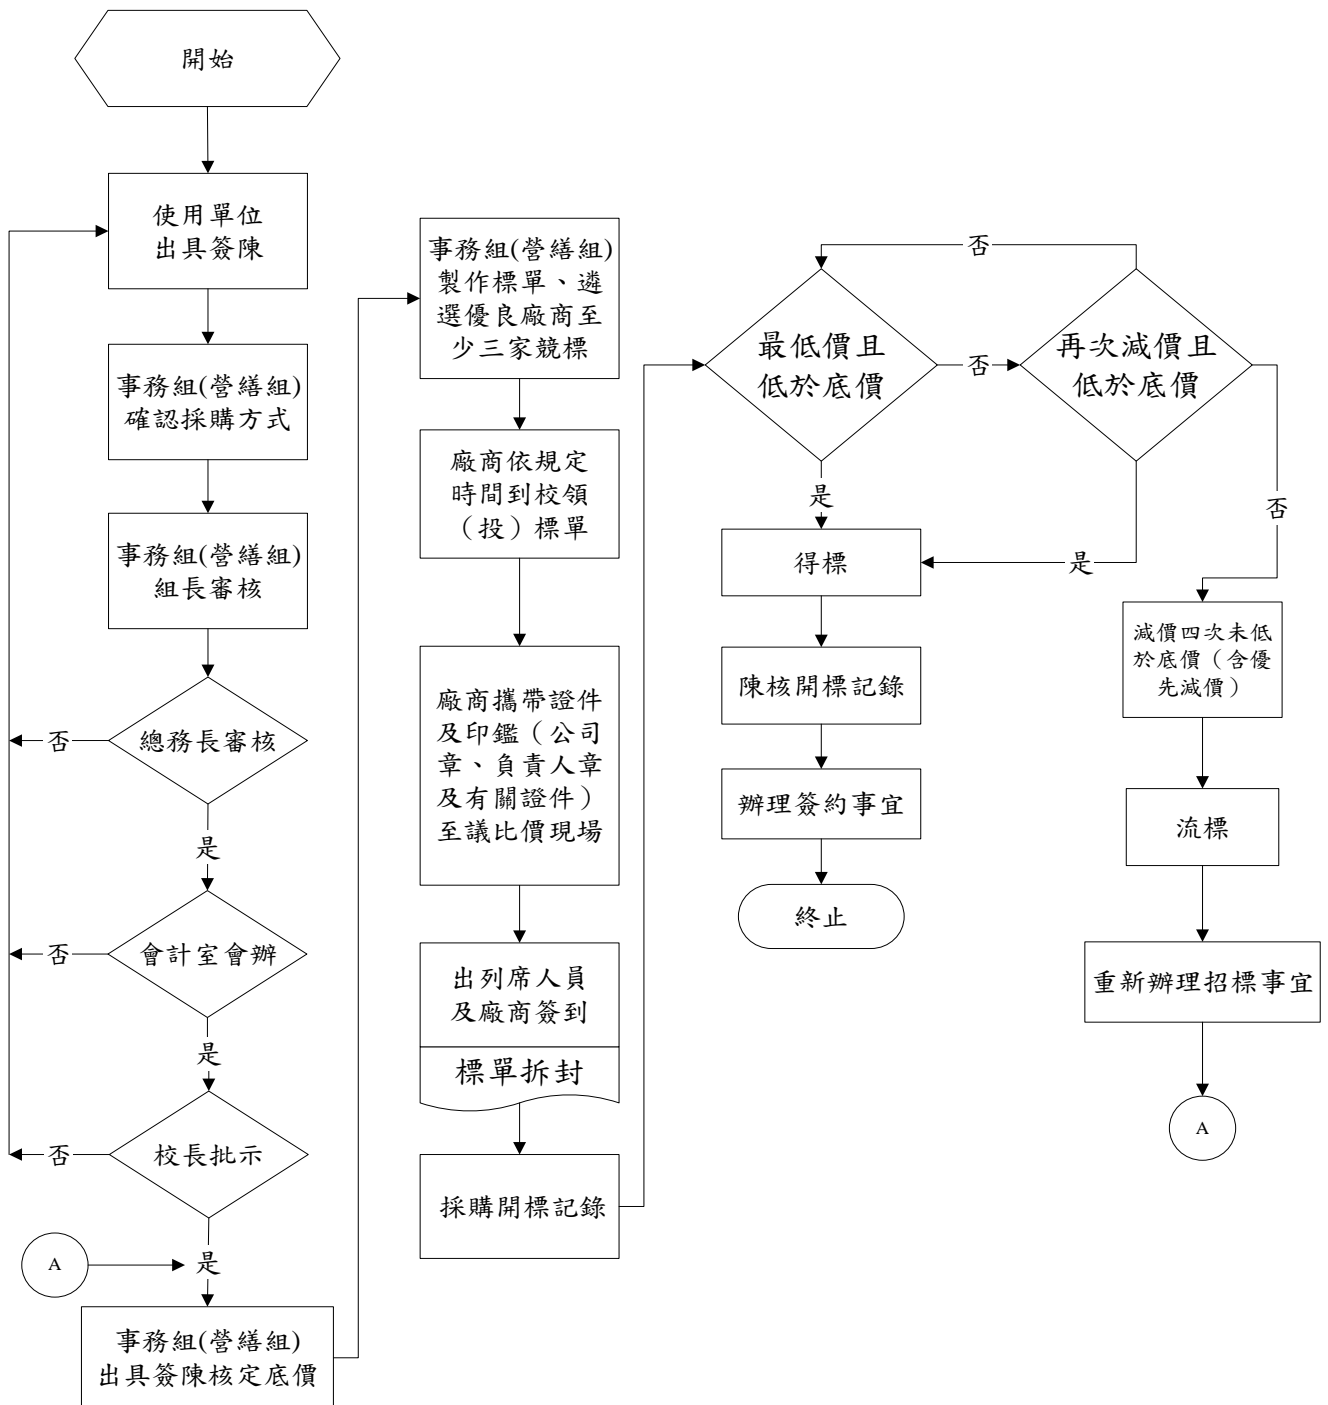 開始
使用單位
出具簽陳
事務組(營繕組)
確認採購方式
事務組(營繕組)
組長審核
總務長審核
否
是
會計室會辦
否
是
校長批示
否
是
A
事務組(營繕組)
出具簽陳核定底價
事務組(營繕組)
製作標單、遴
選優良廠商至
少三家競標
廠商依規定
時間到校領
（投）標單
廠商攜帶證件
及印鑑（公司
章、負責人章
及有關證件）
至議比價現場
出列席人員
及廠商簽到
標單拆封
採購開標記錄
最低價且
低於底價
否
否
再次減價且
低於底價
是
是
否
得標
陳核開標記錄
辦理簽約事宜
終止
減價四次未低
於底價（含優
先減價）
流標
重新辦理招標事宜
A